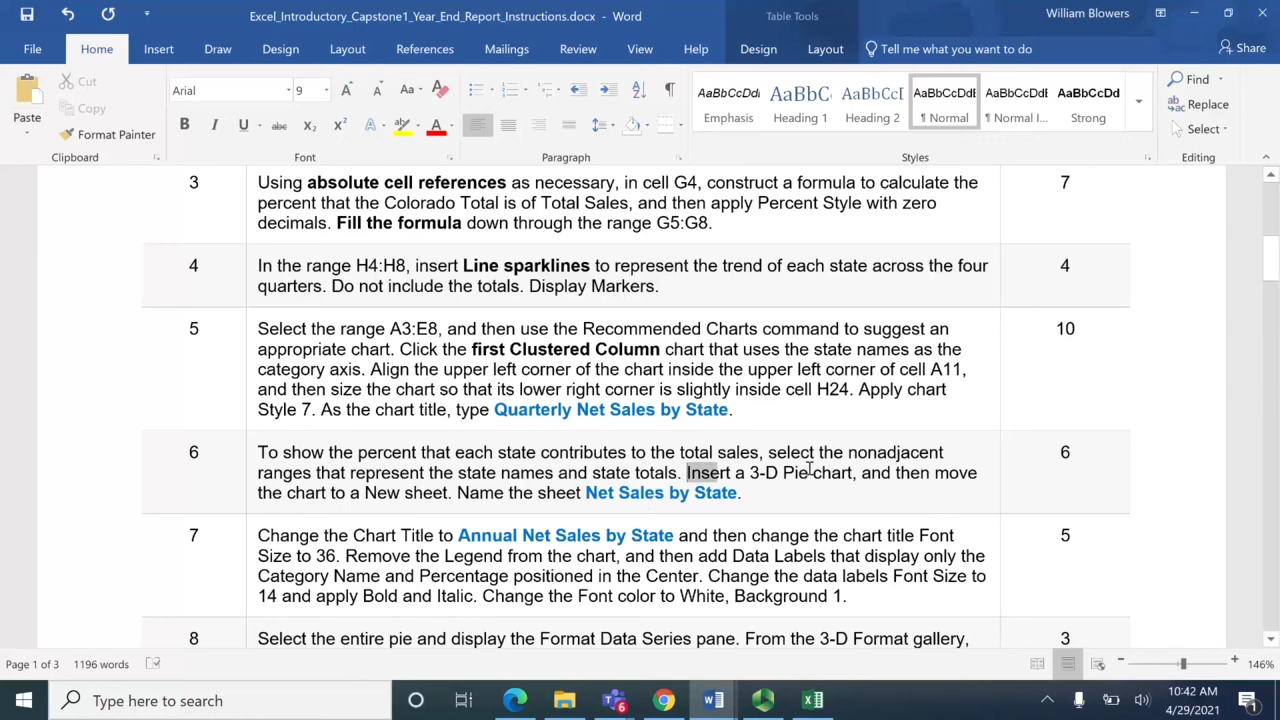 Excel_Introductory_Capstone1_Year_End_Report_Instructions.docx - Word
Table Tools
William Blowers
File Home Insert Draw Design Layout References Mailings Review View Help Design Layout Tell me what you want to do Share
Paste
Cut
Copy
Format Painter
Clipboard
Arial 9
Font
Paragraph
AaBbCcDdI AaBbC AaBbCcD AaBbCcDdE AaBbCcDdE AaBbCcDd
Emphasis Heading 1 Heading 2 ¶ Normal ¶ Normal I... Strong
Styles
Find
Replace
Select
Editing
3 Using absolute cell references as necessary, in cell G4, construct a formula to calculate the 7
percent that the Colorado Total is of Total Sales, and then apply Percent Style with zero
decimals. Fill the formula down through the range G5:G8.
4 In the range H4:H8, insert Line sparklines to represent the trend of each state across the four 4
quarters. Do not include the totals. Display Markers.
5 Select the range A3:E8, and then use the Recommended Charts command to suggest an 10
appropriate chart. Click the first Clustered Column chart that uses the state names as the
category axis. Align the upper left corner of the chart inside the upper left corner of cell A11,
and then size the chart so that its lower right corner is slightly inside cell H24. Apply chart
Style 7. As the chart title, type Quarterly Net Sales by State.
6 To show the percent that each state contributes to the total sales, select the nonadjacent 6
ranges that represent the state names and state totals. Insert a 3-D Pie chart, and then move
the chart to a New sheet. Name the sheet Net Sales by State.
7 Change the Chart Title to Annual Net Sales by State and then change the chart title Font 5
Size to 36. Remove the Legend from the chart, and then add Data Labels that display only the
Category Name and Percentage positioned in the Center. Change the data labels Font Size to
14 and apply Bold and Italic. Change the Font color to White, Background 1.
8 Select the entire pie and display the Format Data Series pane. From the 3-D Format gallery, 3
Page 1 of 3 1196 words 146%
Type here to search
10:42 AM
4/29/2021